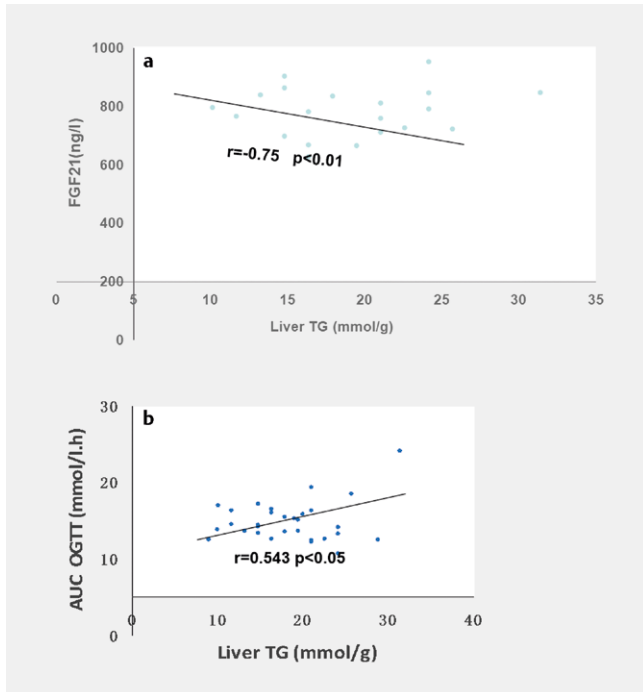 a
1000
800
600
400
200
0
FGF21(ng/l)
r=-0.75 p<0.01
0 5 10 15 20 25 30 35
Liver TG (mmol/g)
b
30
20
10
0
AUC OGTT (mmol/l.h)
r=0.543 p<0.05
0 10 20 30 40
Liver TG (mmol/g)